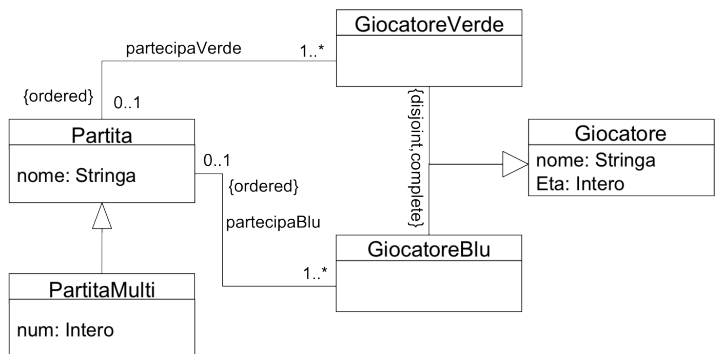 GiocatoreVerde
partecipaVerde
1..*
{ordered}
0..1
Partita
nome: Stringa
0..1
{ordered}
partecipaBlu
{disjoint,complete}
Giocatore
nome: Stringa
Eta: Intero
GiocatoreBlu
1..*
PartitaMulti
num: Intero